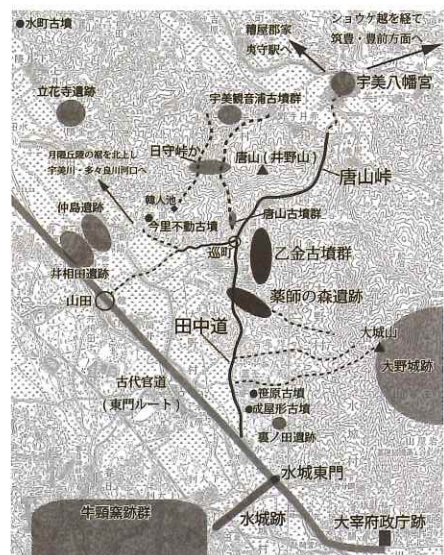 ●水町古墳
糟屋郡家
夷守駅へ
ショウケ越を経て
筑豊・豊前方面へ
立花寺遺跡
宇美観音浦古墳群
宇美八幡宮
月隈丘陵の裾を北上し
宇美川・多々良川河口へ
日守峠か
唐山(井野山)
唐山峠
韓人池
仲島遺跡
今里不動古墳
唐山古墳群
巡町
乙金古墳群
井相田遺跡
山田
薬師の森遺跡
田中道
大城山
大野城跡
古代官道
(東門ルート)
●笹原古墳
●成屋形古墳
裏ノ田遺跡
水城東門
牛頸窯跡群
水城跡
大宰府政庁跡